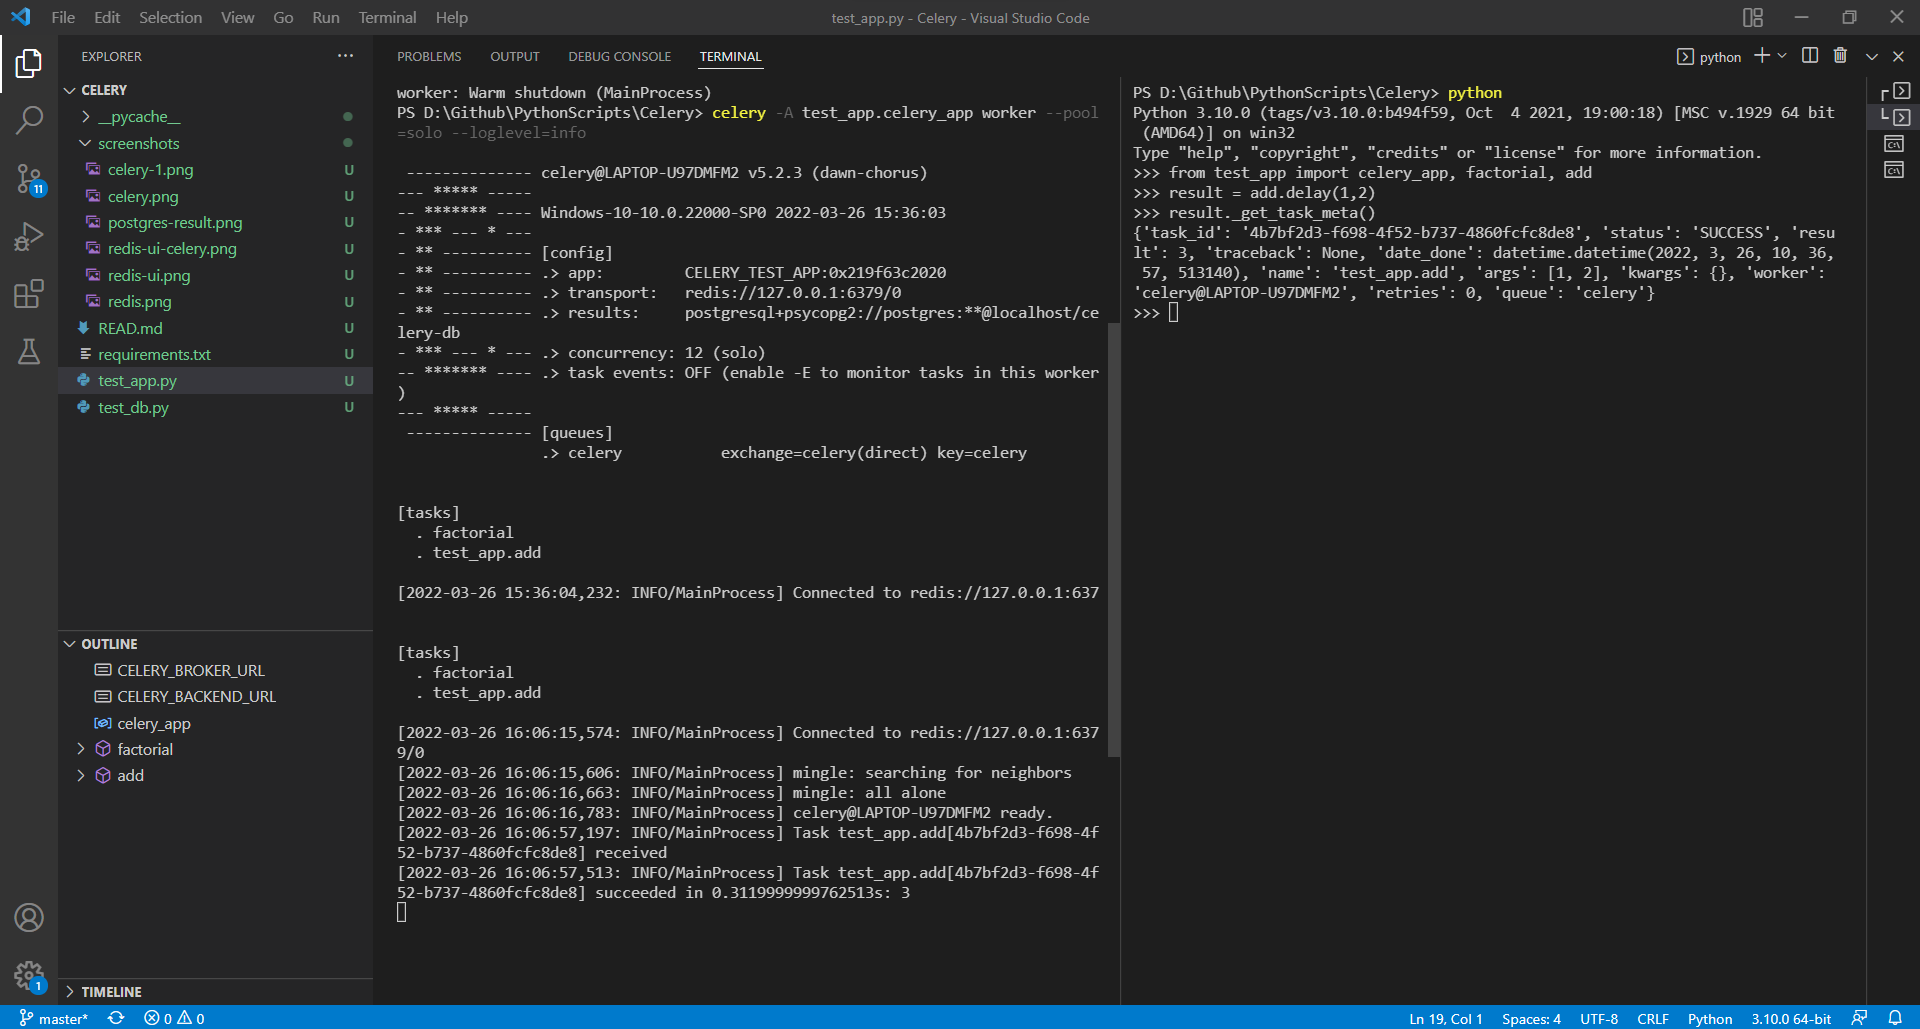 File Edit Selection View Go Run Terminal Help
test_app.py - Celery - Visual Studio Code
EXPLORER
CELERY
__pycache__
screenshots
celery-1.png U
celery.png U
postgres-result.png U
redis-ui-celery.png U
redis-ui.png U
redis.png U
READ.md U
requirements.txt U
test_app.py U
test_db.py U
OUTLINE
CELERY_BROKER_URL
CELERY_BACKEND_URL
celery_app
factorial
add
TIMELINE
11
1
PROBLEMS OUTPUT DEBUG CONSOLE TERMINAL
python
worker: Warm shutdown (MainProcess)
PS D:\Github\PythonScripts\Celery> celery -A test_app.celery_app worker --pool
=solo --loglevel=info
-------------- celery@LAPTOP-U97DMFM2 v5.2.3 (dawn-chorus)
--- ***** -----
-- ******* ---- Windows-10-10.0.22000-SP0 2022-03-26 15:36:03
- *** --- * ---
- ** ---------- [config]
- ** ---------- .> app:         CELERY_TEST_APP:0x219f63c2020
- ** ---------- .> transport:   redis://127.0.0.1:6379/0
- ** ---------- .> results:     postgresql+psycopg2://postgres:**@localhost/ce
lery-db
- *** --- * --- .> concurrency: 12 (solo)
-- ******* ---- .> task events: OFF (enable -E to monitor tasks in this worker
)
--- ***** -----
-------------- [queues]
.> celery           exchange=celery(direct) key=celery
[tasks]
. factorial
. test_app.add
[2022-03-26 15:36:04,232: INFO/MainProcess] Connected to redis://127.0.0.1:637
[tasks]
. factorial
. test_app.add
[2022-03-26 16:06:15,574: INFO/MainProcess] Connected to redis://127.0.0.1:637
9/0
[2022-03-26 16:06:15,606: INFO/MainProcess] mingle: searching for neighbors
[2022-03-26 16:06:16,663: INFO/MainProcess] mingle: all alone
[2022-03-26 16:06:16,783: INFO/MainProcess] celery@LAPTOP-U97DMFM2 ready.
[2022-03-26 16:06:57,197: INFO/MainProcess] Task test_app.add[4b7bf2d3-f698-4f
52-b737-4860fcfc8de8] received
[2022-03-26 16:06:57,513: INFO/MainProcess] Task test_app.add[4b7bf2d3-f698-4f
52-b737-4860fcfc8de8] succeeded in 0.3119999999762513s: 3
PS D:\Github\PythonScripts\Celery> python
Python 3.10.0 (tags/v3.10.0:b494f59, Oct  4 2021, 19:00:18) [MSC v.1929 64 bit
(AMD64)] on win32
Type "help", "copyright", "credits" or "license" for more information.
>>> from test_app import celery_app, factorial, add
>>> result = add.delay(1,2)
>>> result._get_task_meta()
{'task_id': '4b7bf2d3-f698-4f52-b737-4860fcfc8de8', 'status': 'SUCCESS', 'resu
lt': 3, 'traceback': None, 'date_done': datetime.datetime(2022, 3, 26, 10, 36,
57, 513140), 'name': 'test_app.add', 'args': [1, 2], 'kwargs': {}, 'worker':
'celery@LAPTOP-U97DMFM2', 'retries': 0, 'queue': 'celery'}
>>>
master* 0 0
Ln 19, Col 1 Spaces: 4 UTF-8 CRLF Python 3.10.0 64-bit